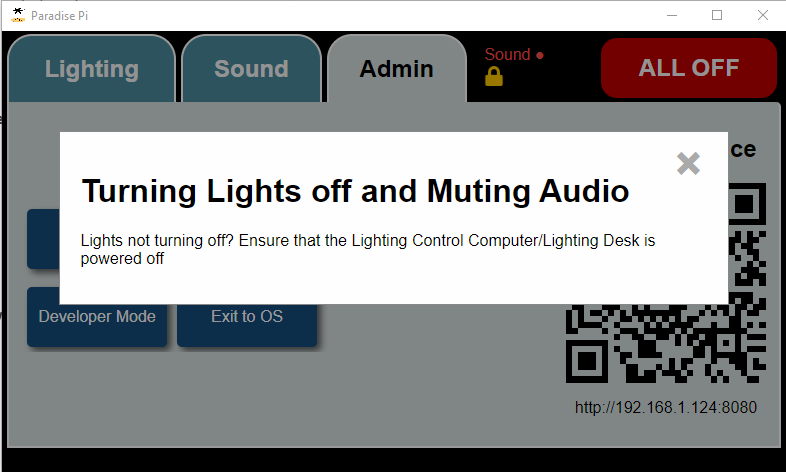 Paradise Pi
Lighting
Sound
Admin
Sound
ALL OFF
ce
Turning Lights off and Muting Audio
Lights not turning off? Ensure that the Lighting Control Computer/Lighting Desk is
powered off
Developer Mode
Exit to OS
http://192.168.1.124:8080